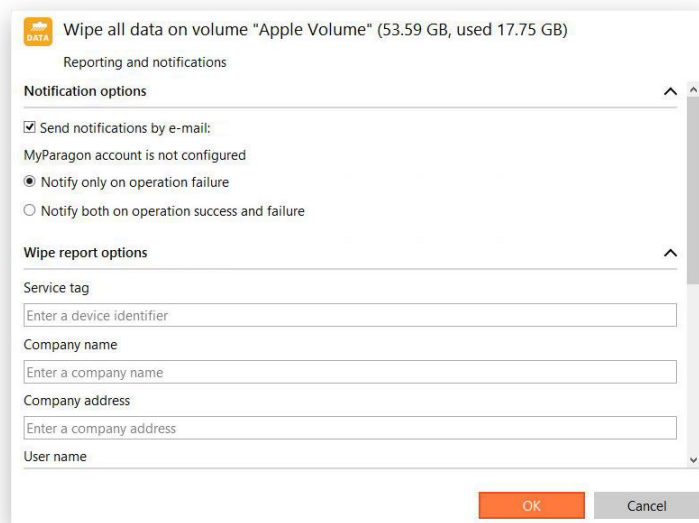 DATA
Wipe all data on volume "Apple Volume" (53.59 GB, used 17.75 GB)
Reporting and notifications
Notification options
Send notifications by e-mail:
MyParagon account is not configured
Notify only on operation failure
Notify both on operation success and failure
Wipe report options
Service tag
Enter a device identifier
Company name
Enter a company name
Company address
Enter a company address
User name
OK
Cancel